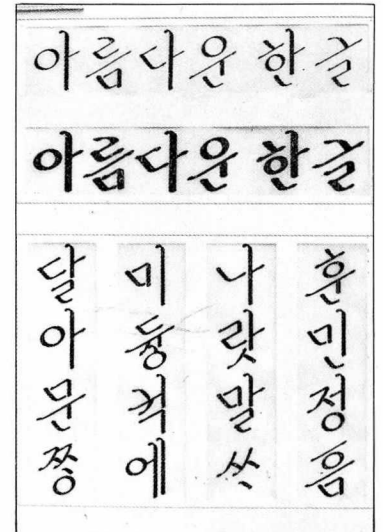 아름다운 한글
아름다운 한글
훈민정음
나랏말ᄊᆞ
미듕귁에
달아문ᄍᆞᆼ